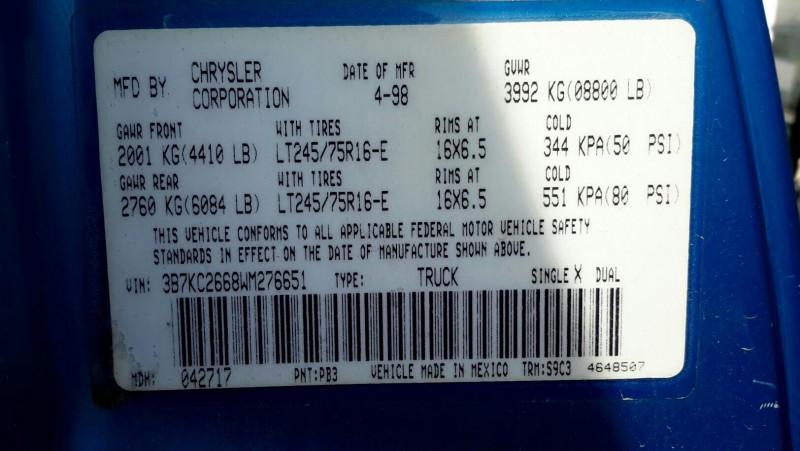 MFD BY CHRYSLER CORPORATION DATE OF MFR 4-98 GVWR 3992 KG(08800 LB)
GAWR FRONT WITH TIRES RIMS AT COLD
2001 KG(4410 LB) LT245/75R16-E 16X6.5 344 KPA(50 PSI)
GAWR REAR WITH TIRES RIMS AT COLD
2760 KG(6084 LB) LT245/75R16-E 16X6.5 551 KPA(80 PSI)
THIS VEHICLE CONFORMS TO ALL APPLICABLE FEDERAL MOTOR VEHICLE SAFETY
STANDARDS IN EFFECT ON THE DATE OF MANUFACTURE SHOWN ABOVE.
VIN: 3B7KC2668WM276651 TYPE: TRUCK SINGLE X DUAL
MDH: 042717 PNT:PB3 VEHICLE MADE IN MEXICO TRM:S9C3 4648507